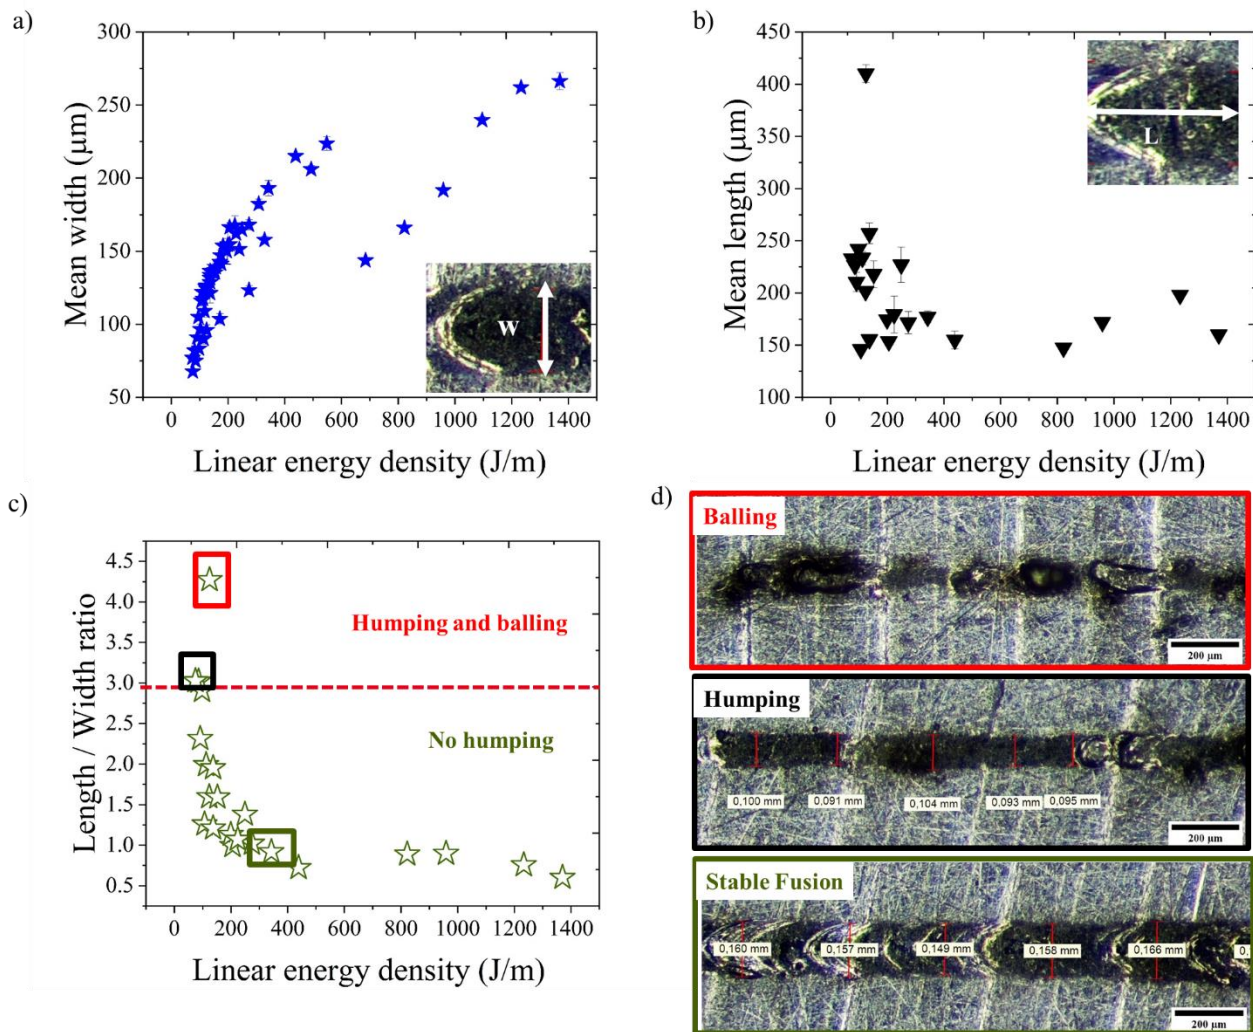 a)
300
250
200
150
100
50
Mean width (µm)
W
0 200 400 600 800 1000 1200 1400
Linear energy density (J/m)
b)
450
400
350
300
250
200
150
100
Mean length (µm)
L
0 200 400 600 800 1000 1200 1400
Linear energy density (J/m)
c)
4.5
4.0
3.5
3.0
2.5
2.0
1.5
1.0
0.5
Length / Width ratio
Humping and balling
No humping
0 200 400 600 800 1000 1200 1400
Linear energy density (J/m)
d)
Balling
200 µm
Humping
0,100 mm 0,091 mm 0,104 mm 0,093 mm 0,095 mm
200 µm
Stable Fusion
0,160 mm 0,157 mm 0,149 mm 0,158 mm 0,166 mm 0.
200 µm